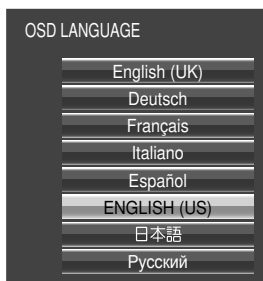 OSD LANGUAGE
English (UK)
Deutsch
Français
Italiano
Español
ENGLISH (US)
日本語
Русский